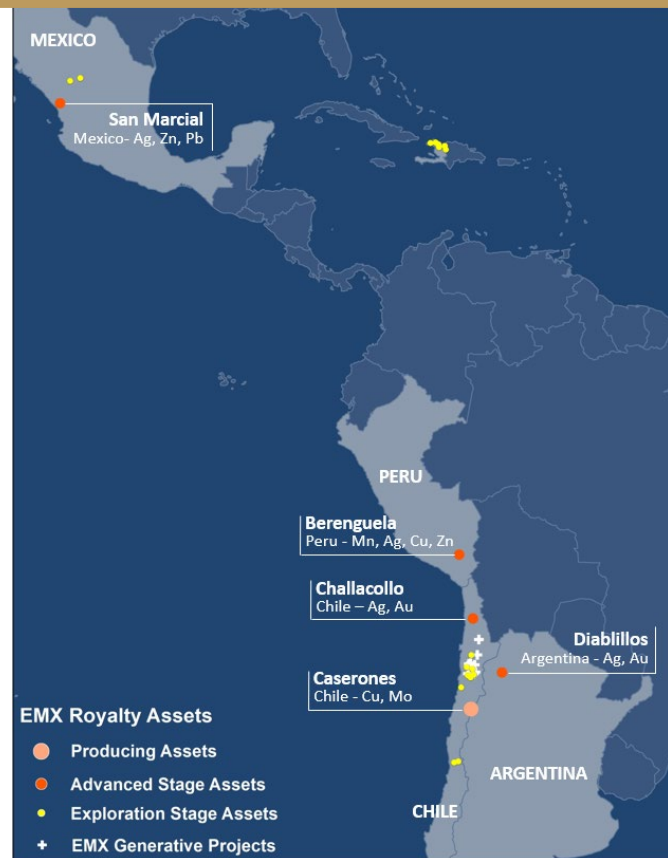 MEXICO
San Marcial
Mexico- Ag, Zn, Pb
PERU
Berenguela
Peru - Mn, Ag, Cu, Zn
Challacollo
Chile – Ag, Au
Diablillos
Argentina - Ag, Au
Caserones
Chile - Cu, Mo
EMX Royalty Assets
Producing Assets
Advanced Stage Assets
ARGENTINA
Exploration Stage Assets
CHILE
EMX Generative Projects